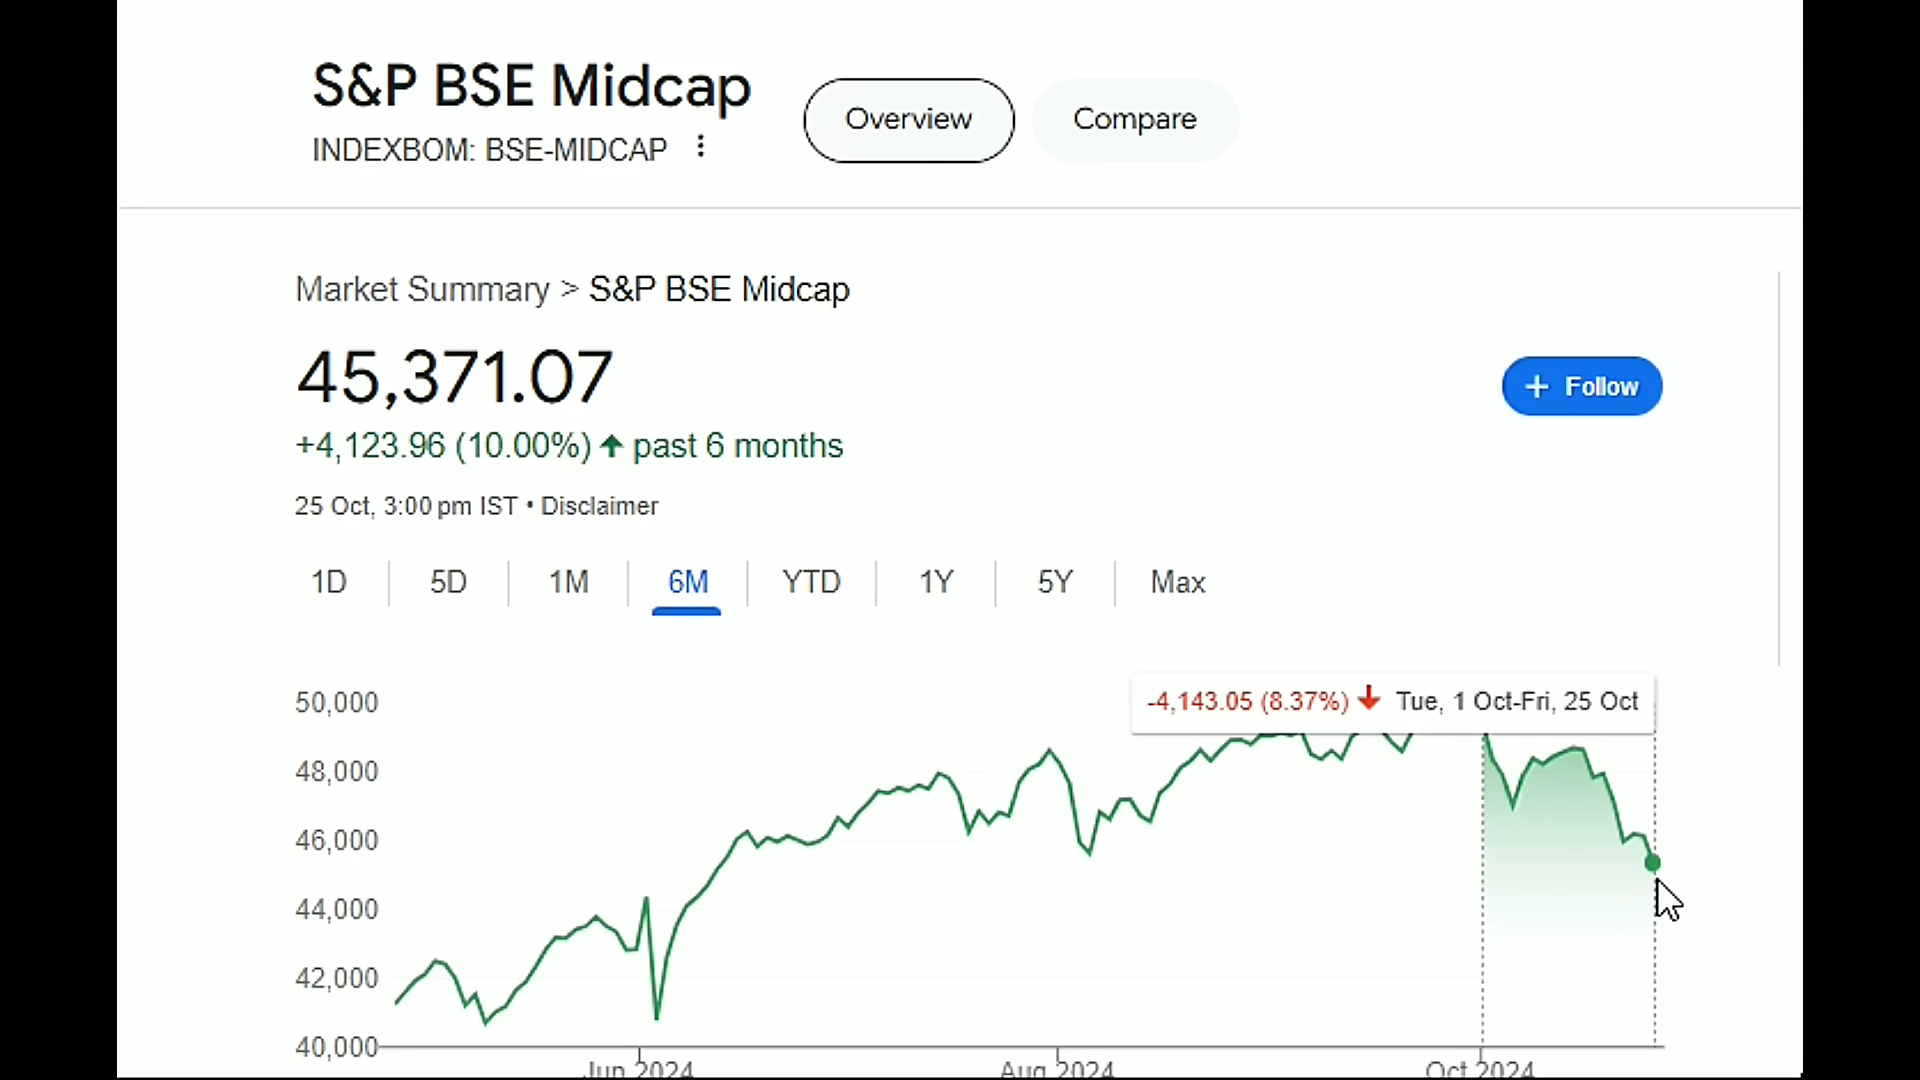 S&P BSE Midcap
INDEXBOM: BSE-MIDCAP
Overview
Compare
Market Summary > S&P BSE Midcap
45,371.07
+4,123.96 (10.00%) ↑ past 6 months
+ Follow
25 Oct, 3:00 pm IST • Disclaimer
1D 5D 1M 6M YTD 1Y 5Y Max
-4,143.05 (8.37%) ↓ Tue, 1 Oct-Fri, 25 Oct
50,000
48,000
46,000
44,000
42,000
40,000
Jun 2024 Aug 2024 Oct 2024